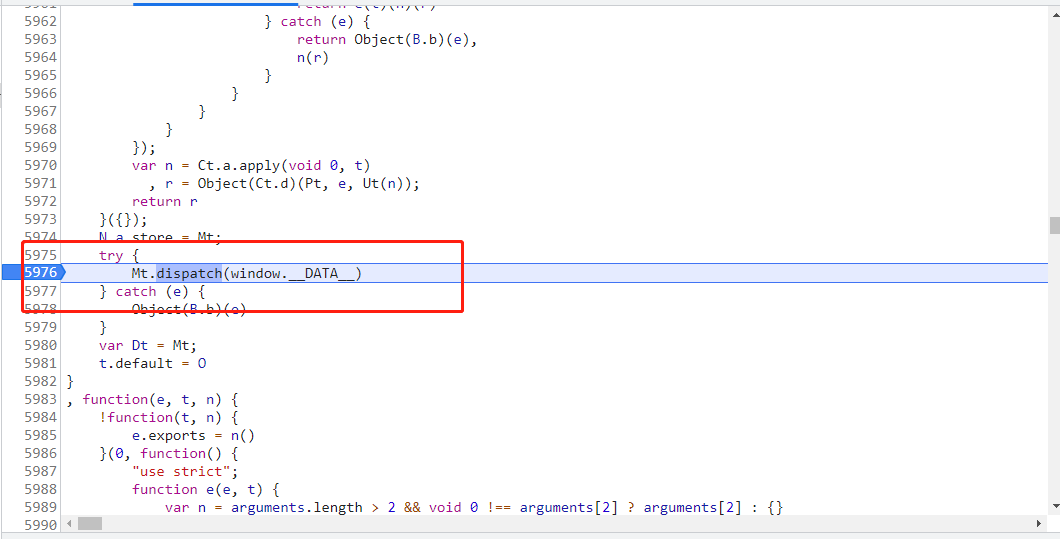 5961 return e(t)(n)(r)
5962 } catch (e) {
5963 return Object(B.b)(e),
5964 n(r)
5965 }
5966 }
5967 }
5968 }
5969 });
5970 var n = Ct.a.apply(void 0, t)
5971 , r = Object(Ct.d)(Pt, e, Ut(n));
5972 return r
5973 }({});
5974 N.a.store = Mt;
5975 try {
5976 Mt.dispatch(window.__DATA__)
5977 } catch (e) {
5978 Object(B.b)(e)
5979 }
5980 var Dt = Mt;
5981 t.default = O
5982 }
5983 , function(e, t, n) {
5984 !function(t, n) {
5985 e.exports = n()
5986 }(0, function() {
5987 "use strict";
5988 function e(e, t) {
5989 var n = arguments.length > 2 && void 0 !== arguments[2] ? arguments[2] : {}
5990